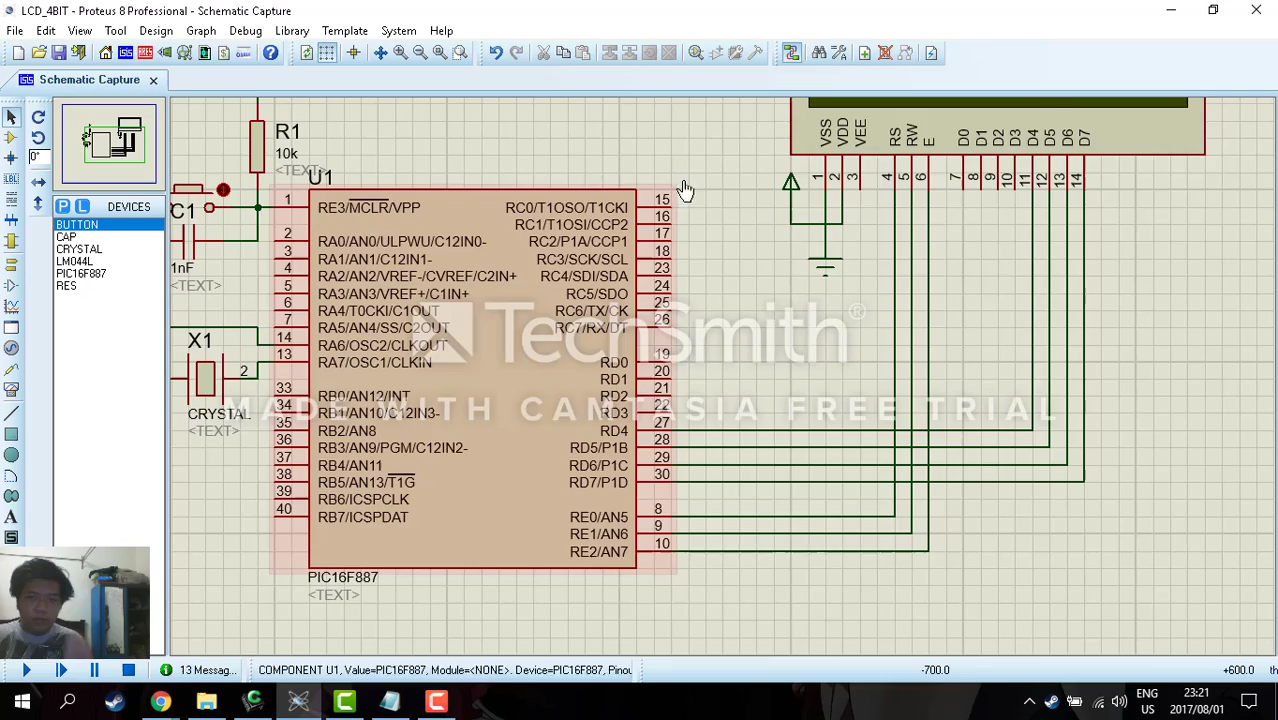 LCD_4BIT - Proteus 8 Professional - Schematic Capture
File Edit View Tool Design Graph Debug Library Template System Help
Schematic Capture
0°
LBL
P L DEVICES
BUTTON
CAP
CRYSTAL
LM044L
PIC16F887
RES
R1
10k
<TEXT>
C1
1nF
<TEXT>
X1
2
CRYSTAL
<TEXT>
U1
1 RE3/MCLR/VPP
2 RA0/AN0/ULPWU/C12IN0-
3 RA1/AN1/C12IN1-
4 RA2/AN2/VREF-/CVREF/C2IN+
5 RA3/AN3/VREF+/C1IN+
6 RA4/T0CKI/C1OUT
7 RA5/AN4/SS/C2OUT
14 RA6/OSC2/CLKOUT
13 RA7/OSC1/CLKIN
33 RB0/AN12/INT
34 RB1/AN10/C12IN3-
35 RB2/AN8
36 RB3/AN9/PGM/C12IN2-
37 RB4/AN11
38 RB5/AN13/T1G
39 RB6/ICSPCLK
40 RB7/ICSPDAT
RC0/T1OSO/T1CKI 15
RC1/T1OSI/CCP2 16
RC2/P1A/CCP1 17
RC3/SCK/SCL 18
RC4/SDI/SDA 23
RC5/SDO 24
RC6/TX/CK 25
RC7/RX/DT 26
RD0 19
RD1 20
RD2 21
RD3 22
RD4 27
RD5/P1B 28
RD6/P1C 29
RD7/P1D 30
RE0/AN5 8
RE1/AN6 9
RE2/AN7 10
PIC16F887
<TEXT>
VSS VDD VEE RS RW E D0 D1 D2 D3 D4 D5 D6 D7
1 2 3 4 5 6 7 8 9 10 11 12 13 14
TechSmith®
MADE WITH CAMTASIA FREE TRIAL
13 Messag... COMPONENT U1, Value=PIC16F887, Module=<NONE>. Device=PIC16F887, Pinou -700.0 +600.0 th
ENG
US
23:21
2017/08/01